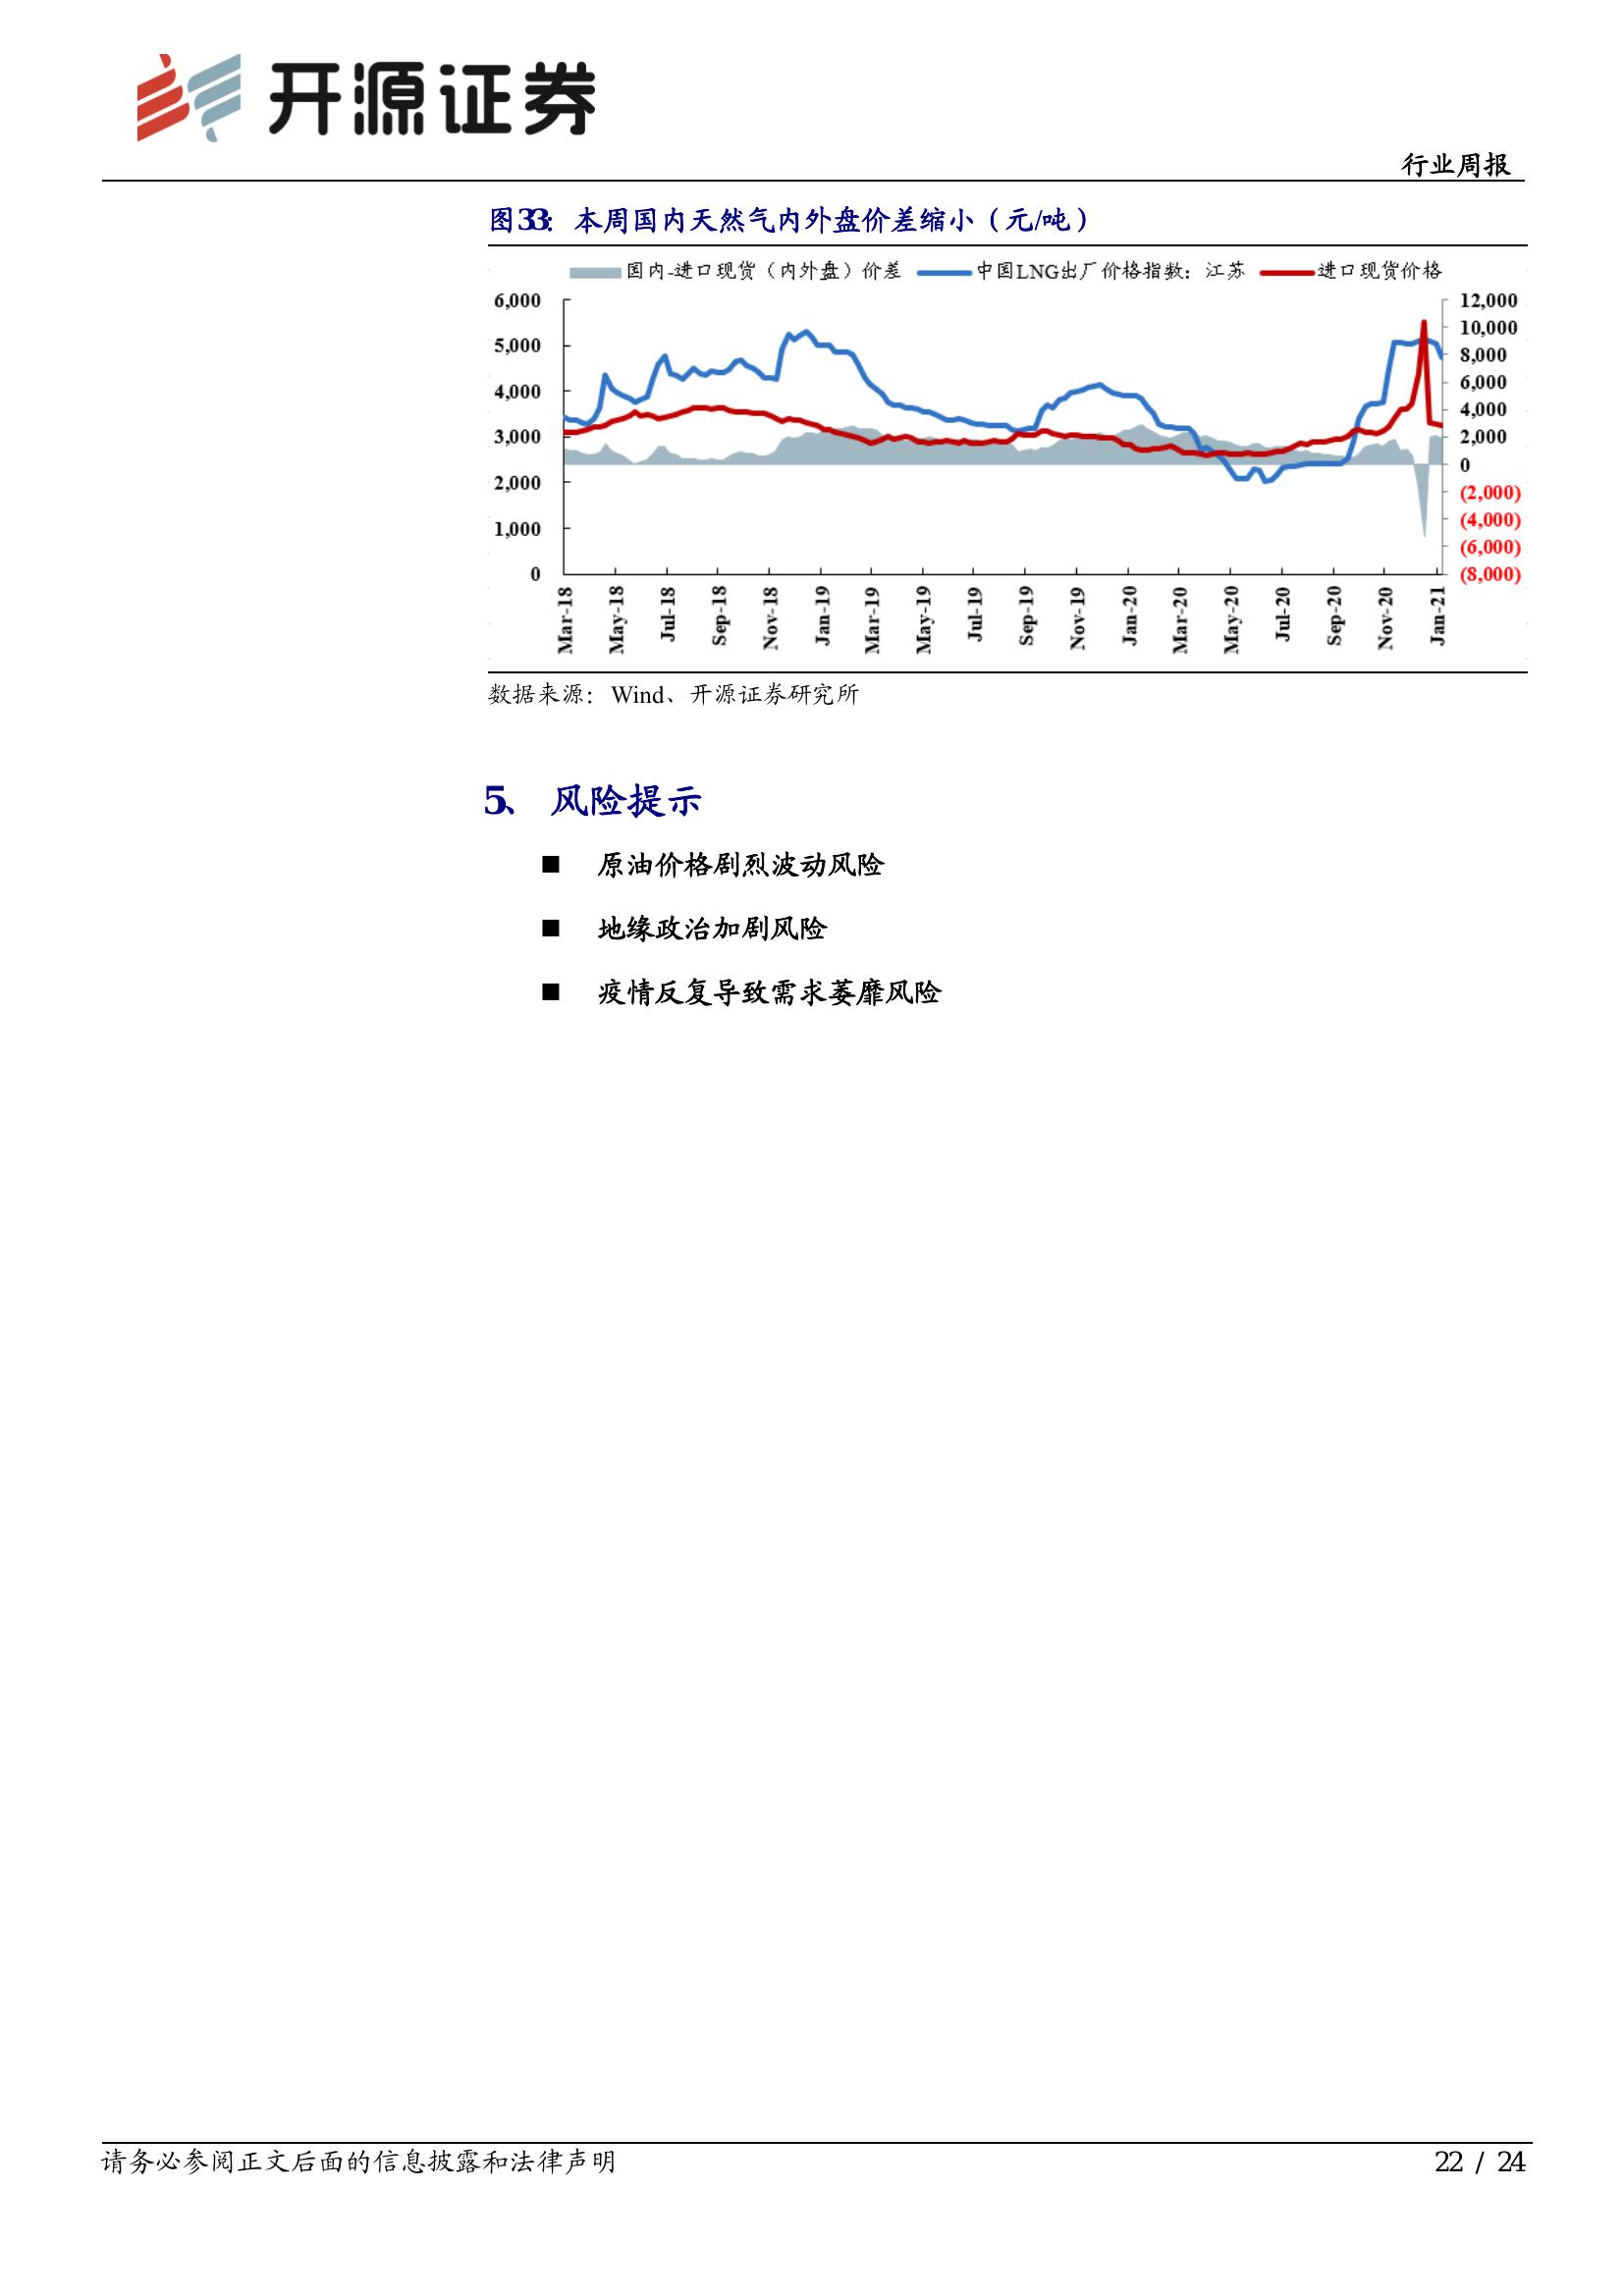 开源证券
行业周报
图33：本周国内天然气内外盘价差缩小（元/吨）
国内-进口现货（内外盘）价差 中国LNG出厂价格指数：江苏 进口现货价格
6,000
5,000
4,000
3,000
2,000
1,000
0
12,000
10,000
8,000
6,000
4,000
2,000
0
(2,000)
(4,000)
(6,000)
(8,000)
Mar-18
May-18
Jul-18
Sep-18
Nov-18
Jan-19
Mar-19
May-19
Jul-19
Sep-19
Nov-19
Jan-20
Mar-20
May-20
Jul-20
Sep-20
Nov-20
Jan-21
数据来源：Wind、开源证券研究所
5、 风险提示
■ 原油价格剧烈波动风险
■ 地缘政治加剧风险
■ 疫情反复导致需求萎靡风险
请务必参阅正文后面的信息披露和法律声明 22 / 24